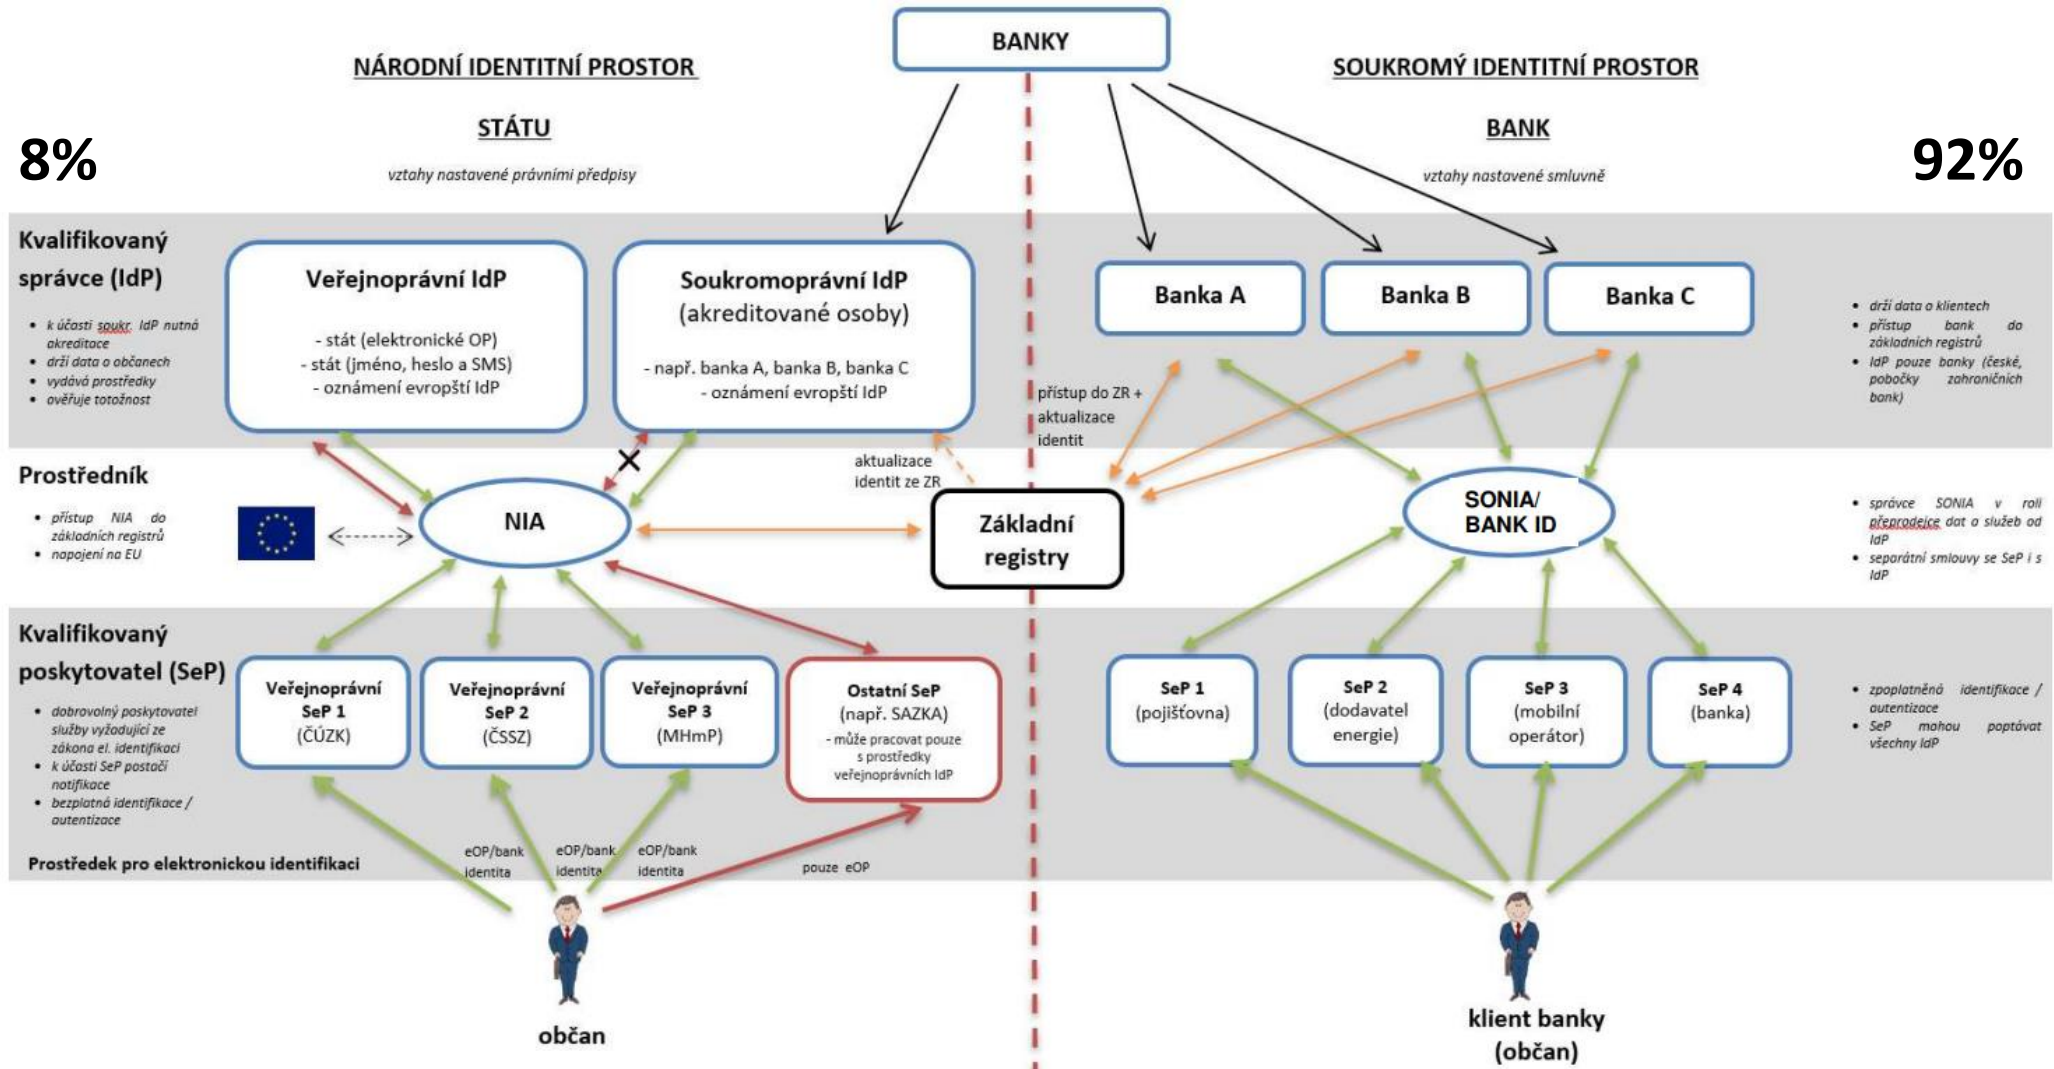 BANKY
NÁRODNÍ IDENTITNÍ PROSTOR
STÁTU
vztahy nastavené právními předpisy
8%
SOUKROMÝ IDENTITNÍ PROSTOR
BANK
vztahy nastavené smluvně
92%
Kvalifikovaný
správce (IdP)
• k účasti soukr. IdP nutná
akreditace
• drží data o občanech
• vydává prostředky
• ověřuje totožnost
Veřejnoprávní IdP
- stát (elektronické OP)
- stát (jméno, heslo a SMS)
- oznámení evropští IdP
Soukromoprávní IdP
(akreditované osoby)
- např. banka A, banka B, banka C
- oznámení evropští IdP
Banka A
Banka B
Banka C
• drží data o klientech
• přístup bank do
základních registrů
• IdP pouze banky (české,
pobočky zahraničních
bank)
přístup do ZR +
aktualizace
identit
aktualizace
identit ze ZR
Prostředník
• přístup NIA do
základních registrů
• napojení na EU
NIA
Základní
registry
SONIA/
BANK ID
• správce SONIA v roli
přeprodejce dat a služeb od
IdP
• separátní smlouvy se SeP i s
IdP
Kvalifikovaný
poskytovatel (SeP)
• dobrovolný poskytovatel
služby vyžadující ze
zákona el. identifikaci
• k účasti SeP postačí
notifikace
• bezplatná identifikace /
autentizace
Veřejnoprávní
SeP 1
(ČÚZK)
Veřejnoprávní
SeP 2
(ČSSZ)
Veřejnoprávní
SeP 3
(MHmP)
Ostatní SeP
(např. SAZKA)
- může pracovat pouze
s prostředky
veřejnoprávních IdP
SeP 1
(pojišťovna)
SeP 2
(dodavatel
energie)
SeP 3
(mobilní
operátor)
SeP 4
(banka)
• zpoplatněná identifikace /
autentizace
• SeP mohou poptávat
všechny IdP
Prostředek pro elektronickou identifikaci
eOP/bank
identita
eOP/bank
identita
eOP/bank
identita
pouze eOP
občan
klient banky
(občan)